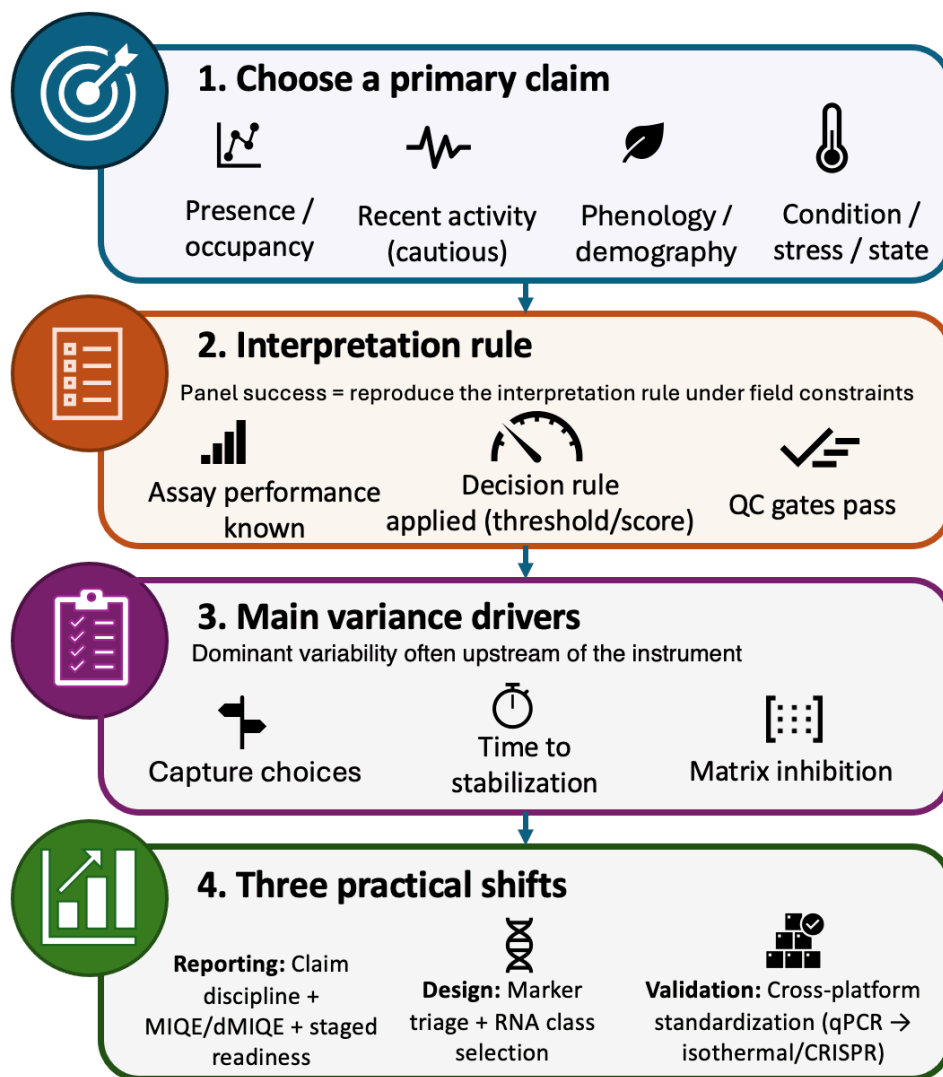 1. Choose a primary claim
Presence /
occupancy
Recent activity
(cautious)
Phenology /
demography
Condition /
stress / state
2. Interpretation rule
Panel success = reproduce the interpretation rule under field constraints
Assay performance
known
Decision rule
applied (threshold/score)
QC gates pass
3. Main variance drivers
Dominant variability often upstream of the instrument
Capture choices
Time to
stabilization
Matrix inhibition
4. Three practical shifts
Reporting: Claim
discipline +
MIQE/dMIQE + staged
readiness
Design: Marker
triage + RNA class
selection
Validation: Cross-platform
standardization (qPCR →
isothermal/CRISPR)